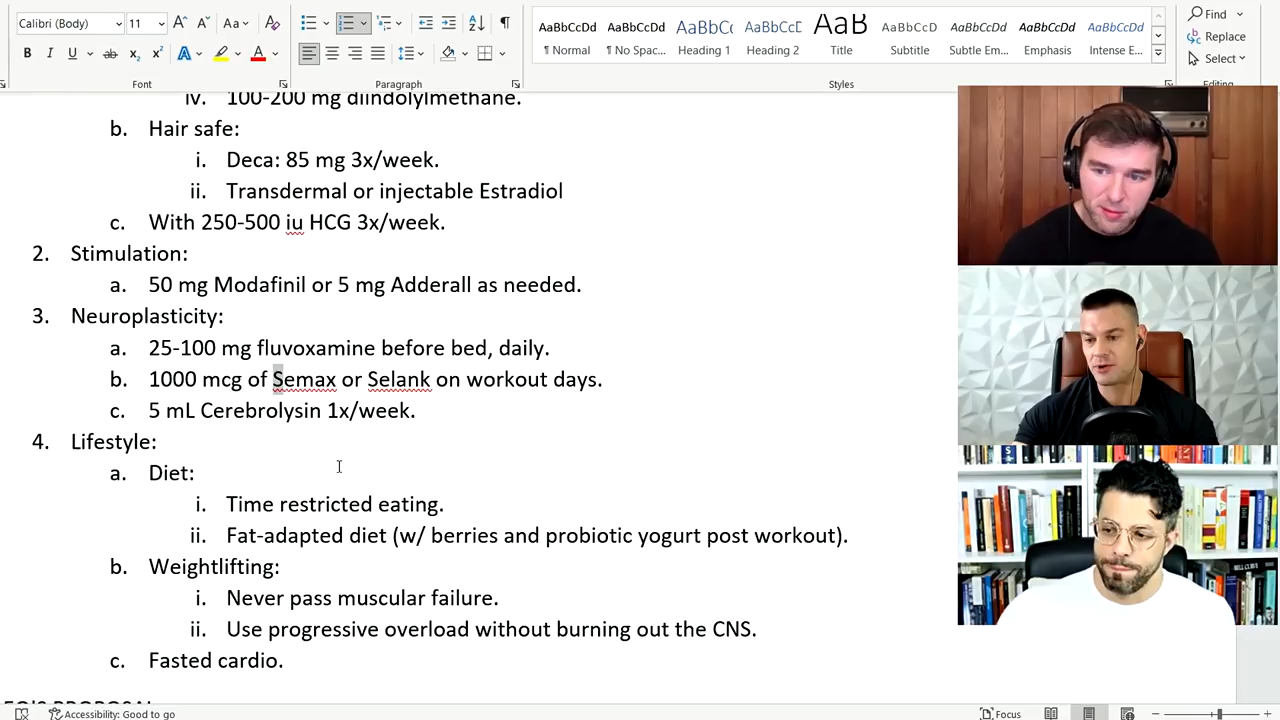 Calibri (Body) 11 Aa
AaBbCcDd AaBbCcDd AaBbCc AaBbCcC AaB AaBbCcD AaBbCcDd AaBbCcDd AaBbCcDd
¶ Normal ¶ No Spac... Heading 1 Heading 2 Title Subtitle Subtle Em... Emphasis Intense E...
Find
Replace
Select
B I U ab x₂ x² A A
Font Paragraph Styles Editing
iv. 100-200 mg diindolylmethane.
b. Hair safe:
i. Deca: 85 mg 3x/week.
ii. Transdermal or injectable Estradiol
c. With 250-500 iu HCG 3x/week.
2. Stimulation:
a. 50 mg Modafinil or 5 mg Adderall as needed.
3. Neuroplasticity:
a. 25-100 mg fluvoxamine before bed, daily.
b. 1000 mcg of Semax or Selank on workout days.
c. 5 mL Cerebrolysin 1x/week.
4. Lifestyle:
a. Diet:
i. Time restricted eating.
ii. Fat-adapted diet (w/ berries and probiotic yogurt post workout).
b. Weightlifting:
i. Never pass muscular failure.
ii. Use progressive overload without burning out the CNS.
c. Fasted cardio.
Accessibility: Good to go Focus